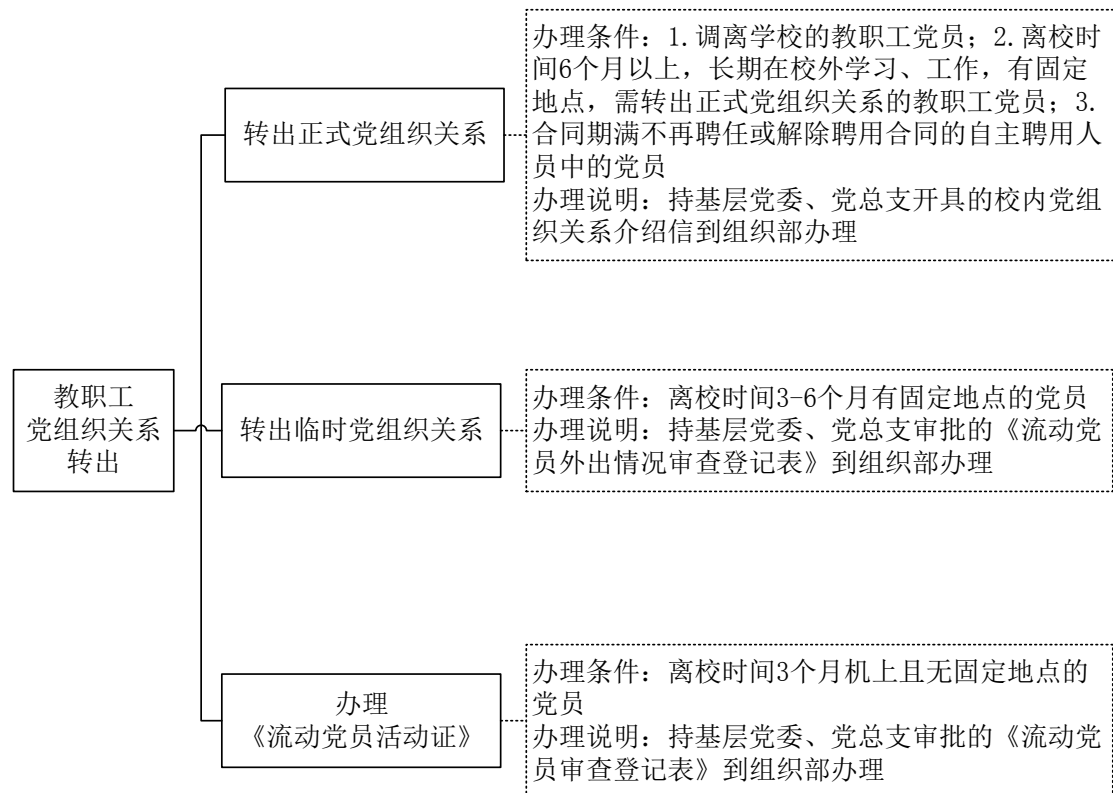 教职工
党组织关系
转出
转出正式党组织关系
办理条件：1.调离学校的教职工党员；2.离校时
间6个月以上，长期在校外学习、工作，有固定
地点，需转出正式党组织关系的教职工党员；3.
合同期满不再聘任或解除聘用合同的自主聘用人
员中的党员
办理说明：持基层党委、党总支开具的校内党组
织关系介绍信到组织部办理
转出临时党组织关系
办理条件：离校时间3-6个月有固定地点的党员
办理说明：持基层党委、党总支审批的《流动党
员外出情况审查登记表》到组织部办理
办理
《流动党员活动证》
办理条件：离校时间3个月机上且无固定地点的
党员
办理说明：持基层党委、党总支审批的《流动党
员审查登记表》到组织部办理